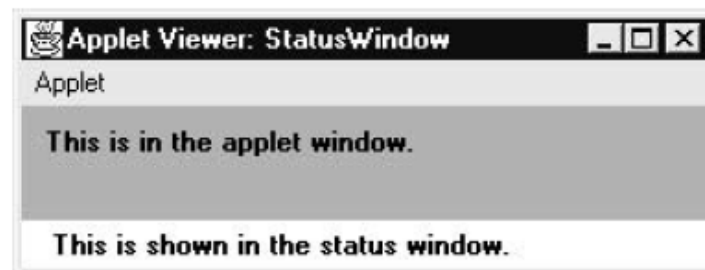 Applet Viewer: StatusWindow
Applet
This is in the applet window.
This is shown in the status window.